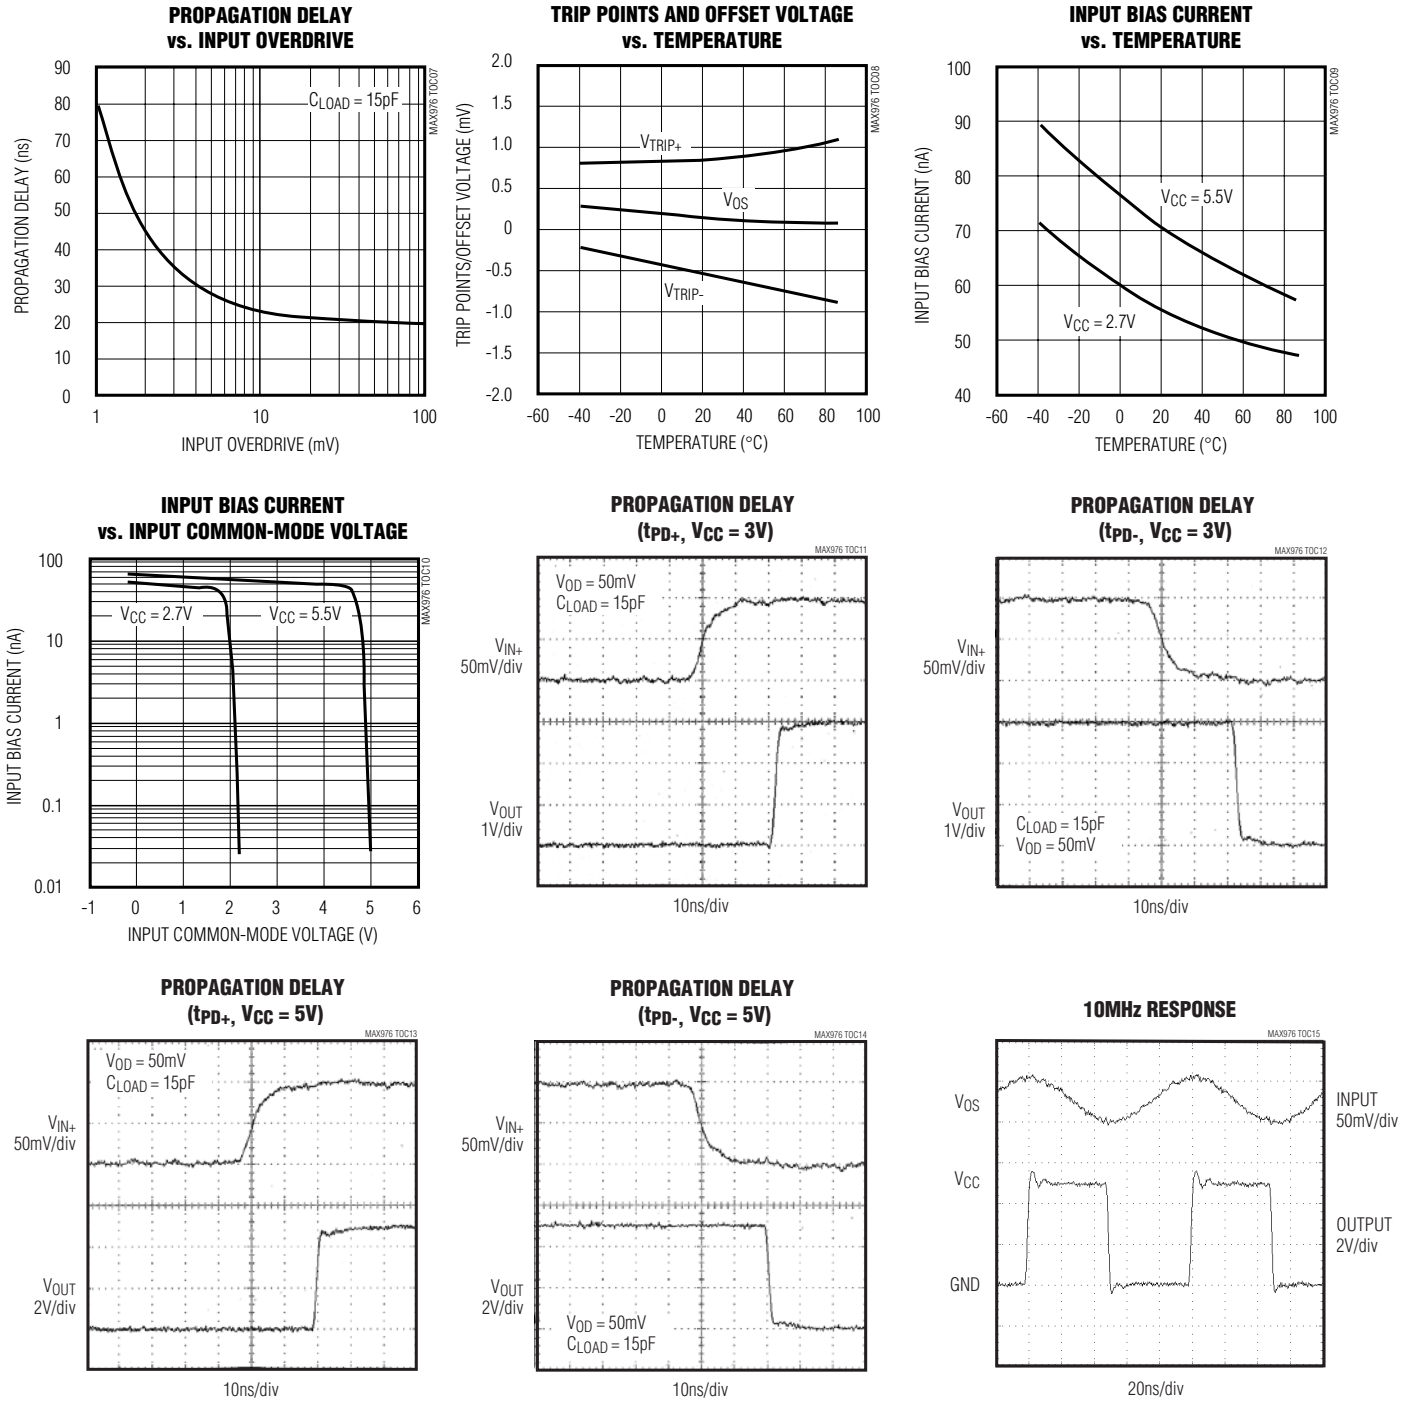 PROPAGATION DELAY
vs. INPUT OVERDRIVE
MAX976 TOC07
CLOAD = 15pF
PROPAGATION DELAY (ns)
90
80
70
60
50
40
30
20
10
0
1
10
100
INPUT OVERDRIVE (mV)
TRIP POINTS AND OFFSET VOLTAGE
vs. TEMPERATURE
MAX976 TOC08
TRIP POINTS/OFFSET VOLTAGE (mV)
2.0
1.5
1.0
0.5
0
-0.5
-1.0
-1.5
-2.0
VTRIP+
VOS
VTRIP-
-60 -40 -20 0 20 40 60 80 100
TEMPERATURE (°C)
INPUT BIAS CURRENT
vs. TEMPERATURE
MAX976 TOC09
INPUT BIAS CURRENT (nA)
100
90
80
70
60
50
40
VCC = 5.5V
VCC = 2.7V
-60 -40 -20 0 20 40 60 80 100
TEMPERATURE (°C)
INPUT BIAS CURRENT
vs. INPUT COMMON-MODE VOLTAGE
MAX976 TOC10
INPUT BIAS CURRENT (nA)
100
10
1
0.1
0.01
VCC = 2.7V
VCC = 5.5V
-1 0 1 2 3 4 5 6
INPUT COMMON-MODE VOLTAGE (V)
PROPAGATION DELAY
(tPD+, VCC = 3V)
MAX976 TOC11
VOD = 50mV
CLOAD = 15pF
VIN+
50mV/div
VOUT
1V/div
10ns/div
PROPAGATION DELAY
(tPD-, VCC = 3V)
MAX976 TOC12
VIN+
50mV/div
VOUT
1V/div
CLOAD = 15pF
VOD = 50mV
10ns/div
PROPAGATION DELAY
(tPD+, VCC = 5V)
MAX976 TOC13
VOD = 50mV
CLOAD = 15pF
VIN+
50mV/div
VOUT
2V/div
10ns/div
PROPAGATION DELAY
(tPD-, VCC = 5V)
MAX976 TOC14
VIN+
50mV/div
VOUT
2V/div
VOD = 50mV
CLOAD = 15pF
10ns/div
10MHz RESPONSE
MAX976 TOC15
VOS
INPUT
50mV/div
VCC
OUTPUT
2V/div
GND
20ns/div